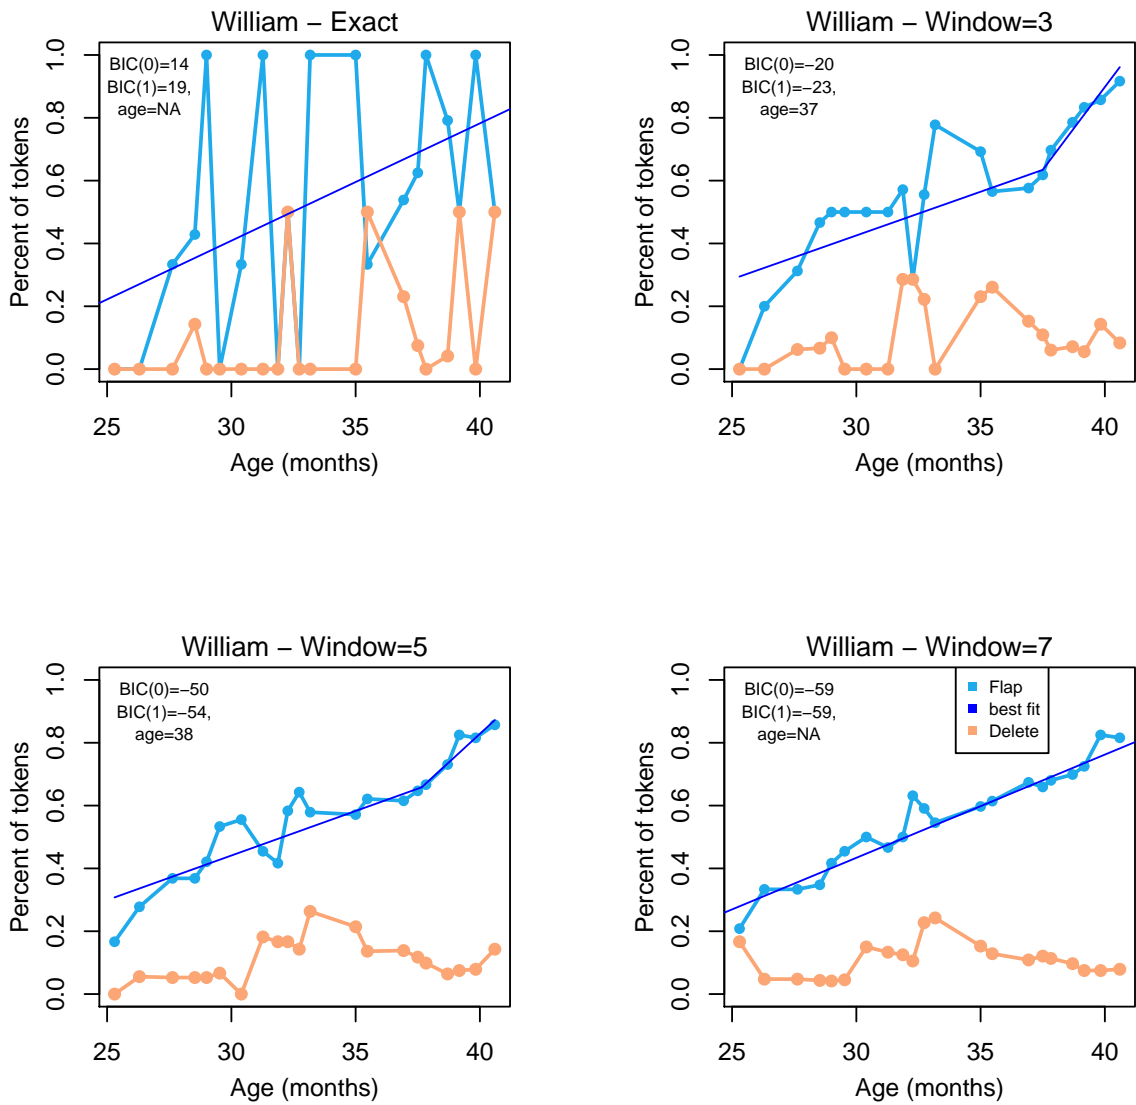 William − Exact
BIC(0)=14
BIC(1)=19,
age=NA
Percent of tokens
1.0
0.8
0.6
0.4
0.2
0.0
25 30 35 40
Age (months)
William − Window=3
BIC(0)=−20
BIC(1)=−23,
age=37
Percent of tokens
1.0
0.8
0.6
0.4
0.2
0.0
25 30 35 40
Age (months)
William − Window=5
BIC(0)=−50
BIC(1)=−54,
age=38
Percent of tokens
1.0
0.8
0.6
0.4
0.2
0.0
25 30 35 40
Age (months)
William − Window=7
BIC(0)=−59
BIC(1)=−59,
age=NA
Flap
best fit
Delete
Percent of tokens
1.0
0.8
0.6
0.4
0.2
0.0
25 30 35 40
Age (months)